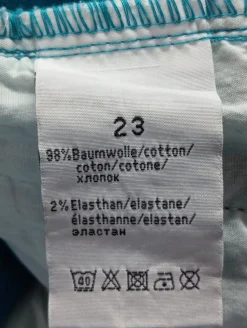 23
98%Baumwolle/cotton/
coton/cotone/
хлопок
2%Elasthan/elastane/
élasthanne/elastan/
эластан
40